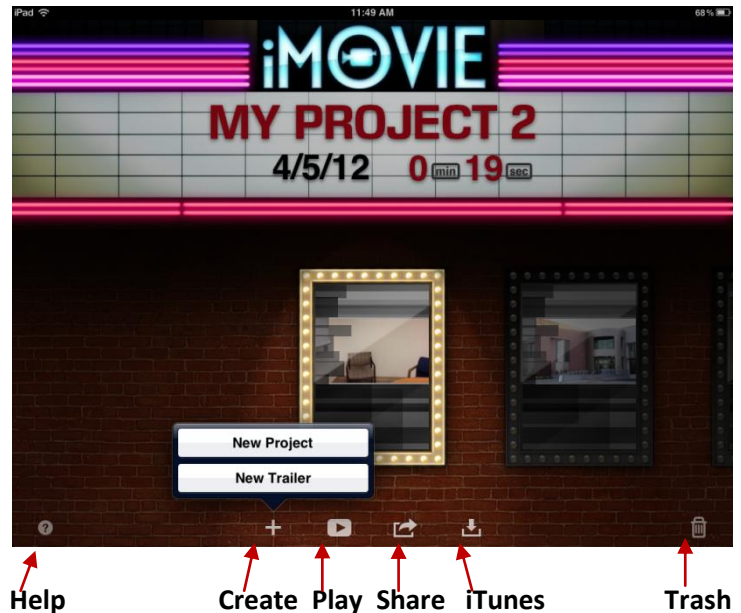 iPad 11:49 AM 68%
iMOVIE
MY PROJECT 2
4/5/12 0 min 19 sec
New Project
New Trailer
?
Help Create Play Share iTunes Trash